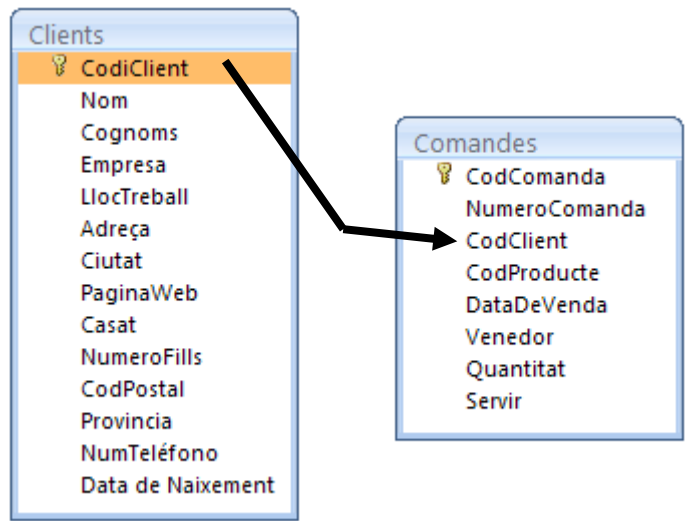 Clients
CodiClient
Nom
Cognoms
Empresa
LlocTreball
Adreça
Ciutat
PaginaWeb
Casat
NumeroFills
CodPostal
Provincia
NumTeléfono
Data de Naixement
Comandes
CodComanda
NumeroComanda
CodClient
CodProducte
DataDeVenda
Venedor
Quantitat
Servir